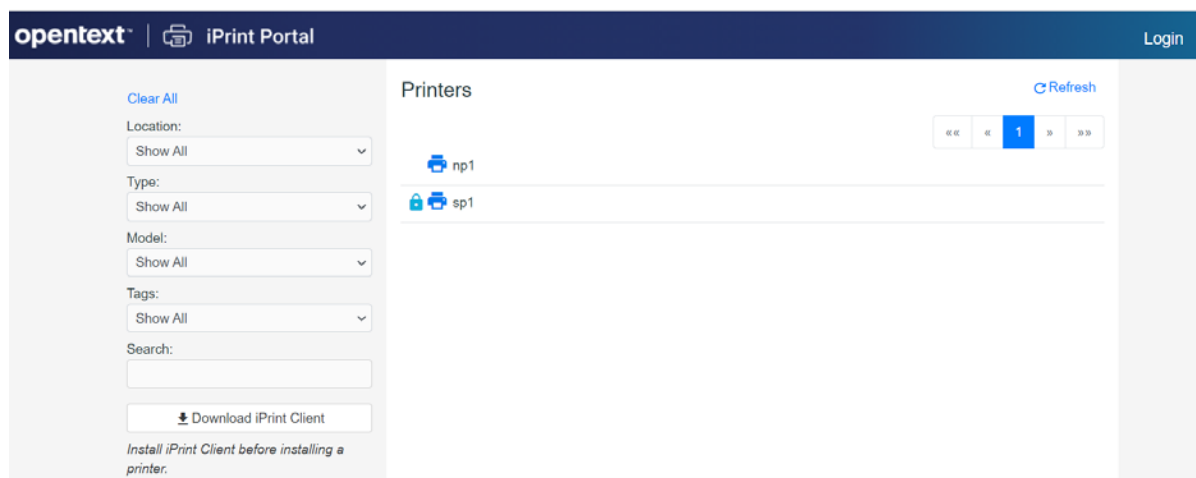 opentext™ | iPrint Portal
Login
Clear All
Location:
Show All
Type:
Show All
Model:
Show All
Tags:
Show All
Search:
Download iPrint Client
Install iPrint Client before installing a
printer.
Printers
Refresh
«« « 1 » »»
np1
sp1